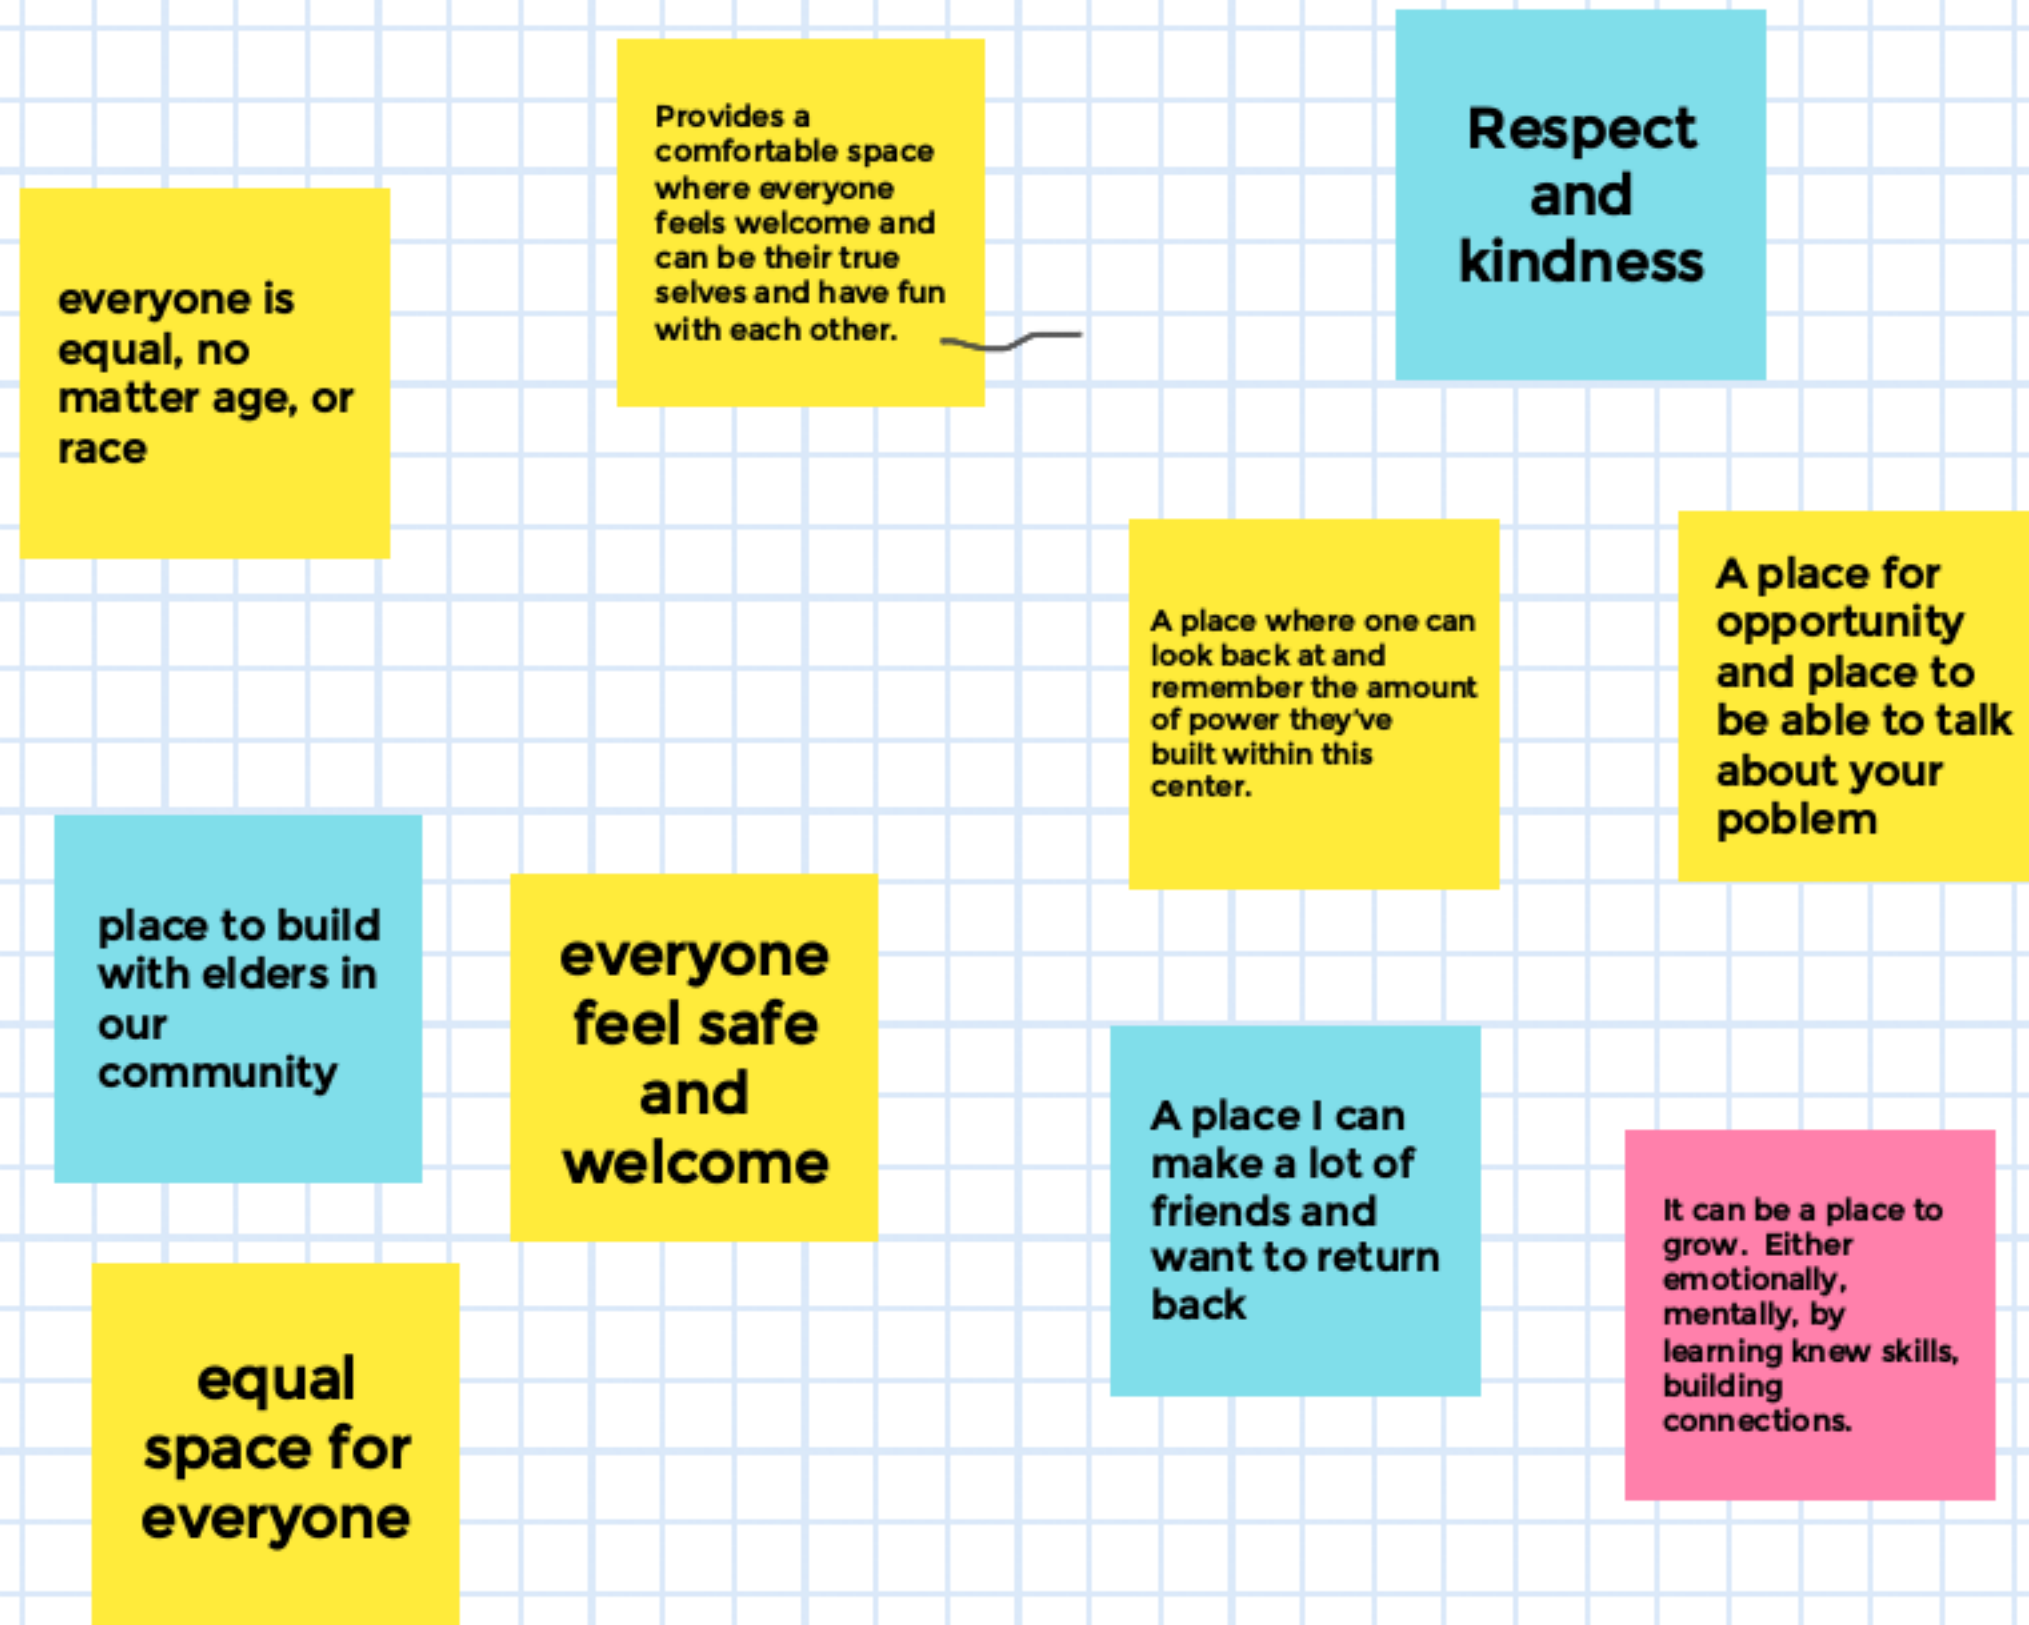 Provides a
comfortable space
where everyone
feels welcome and
can be their true
selves and have fun
with each other.
Respect
and
kindness
everyone is
equal, no
matter age, or
race
A place where one can
look back at and
remember the amount
of power they've
built within this
center.
A place for
opportunity
and place to
be able to talk
about your
poblem
place to build
with elders in
our
community
everyone
feel safe
and
welcome
A place I can
make a lot of
friends and
want to return
back
It can be a place to
grow.  Either
emotionally,
mentally, by
learning knew skills,
building
connections.
equal
space for
everyone